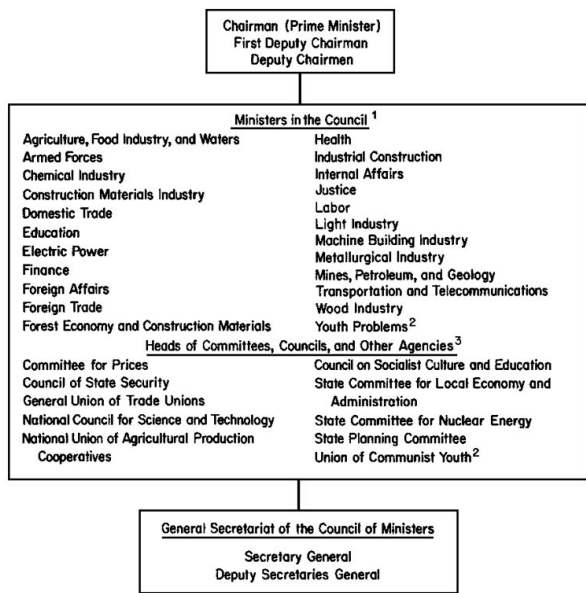 Chairman (Prime Minister)
First Deputy Chairman
Deputy Chairmen
Ministers in the Council 1
Agriculture, Food Industry, and Waters
Armed Forces
Chemical Industry
Construction Materials Industry
Domestic Trade
Education
Electric Power
Finance
Foreign Affairs
Foreign Trade
Forest Economy and Construction Materials
Health
Industrial Construction
Internal Affairs
Justice
Labor
Light Industry
Machine Building Industry
Metallurgical Industry
Mines, Petroleum, and Geology
Transportation and Telecommunications
Wood Industry
Youth Problems 2
Heads of Committees, Councils, and Other Agencies 3
Committee for Prices
Council of State Security
General Union of Trade Unions
National Council for Science and Technology
National Union of Agricultural Production
Cooperatives
Council on Socialist Culture and Education
State Committee for Local Economy and
Administration
State Committee for Nuclear Energy
State Planning Committee
Union of Communist Youth 2
General Secretariat of the Council of Ministers
Secretary General
Deputy Secretaries General